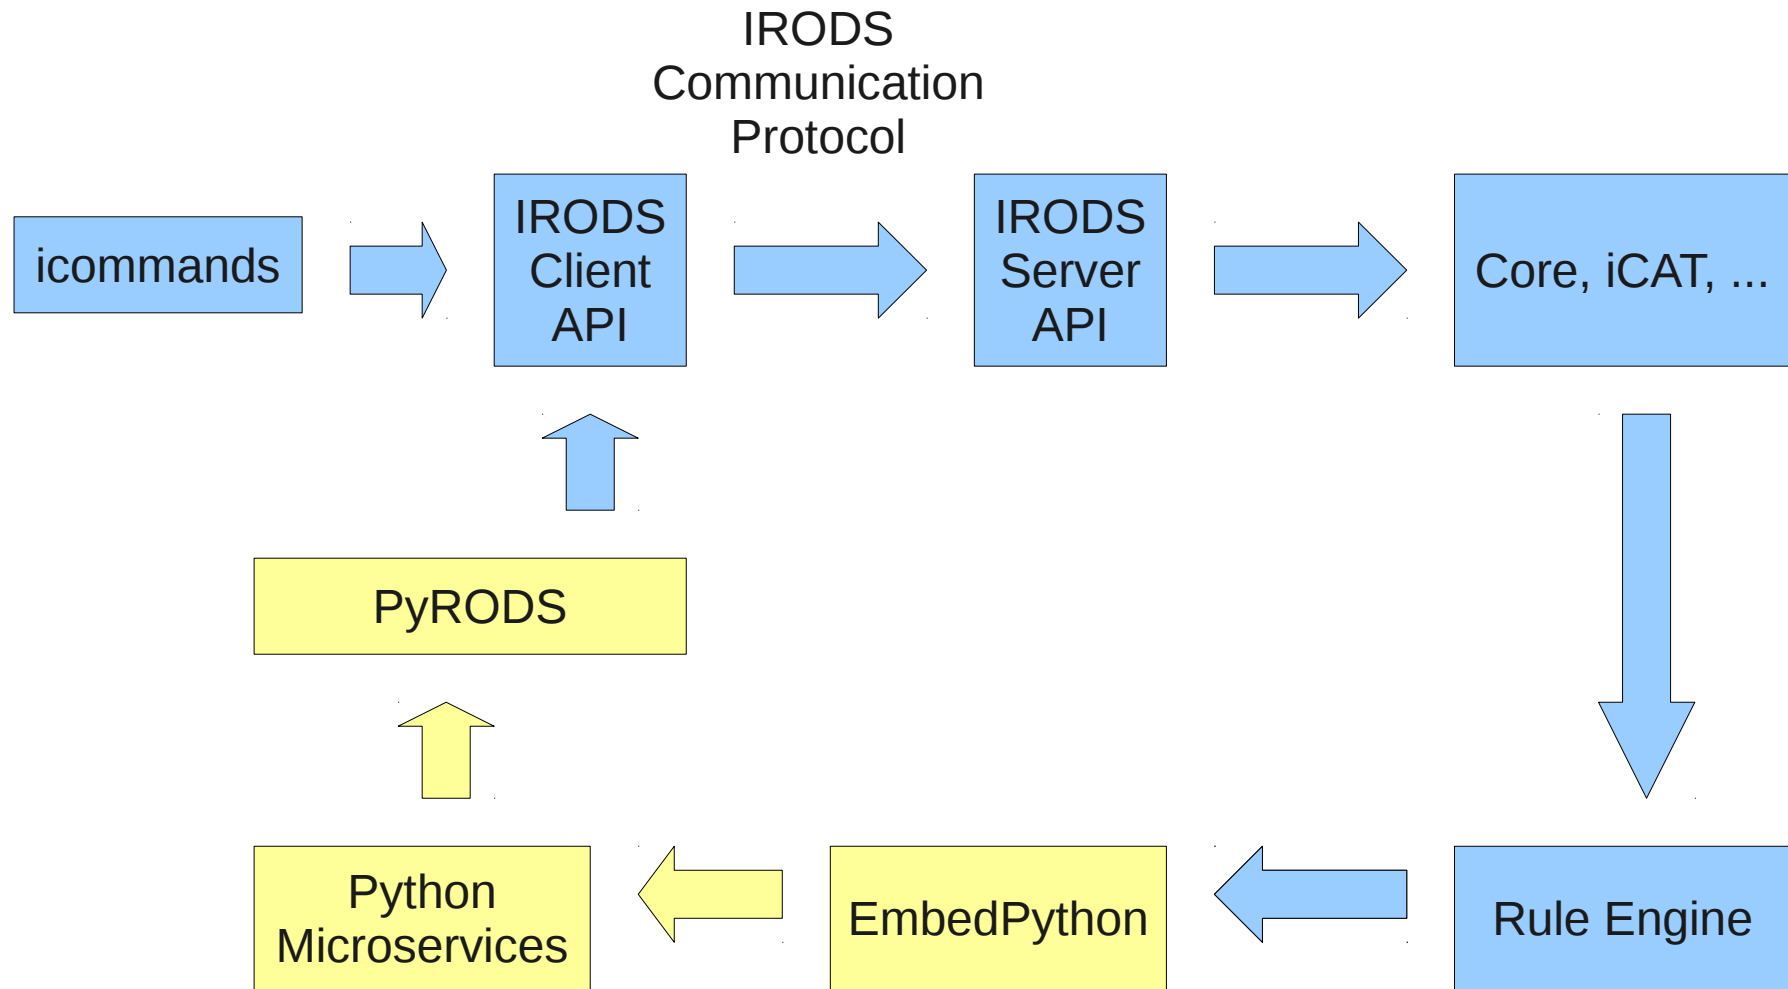 IRODS
Communication
Protocol
icommands
IRODS
Client
API
IRODS
Server
API
Core, iCAT, ...
PyRODS
Python
Microservices
EmbedPython
Rule Engine